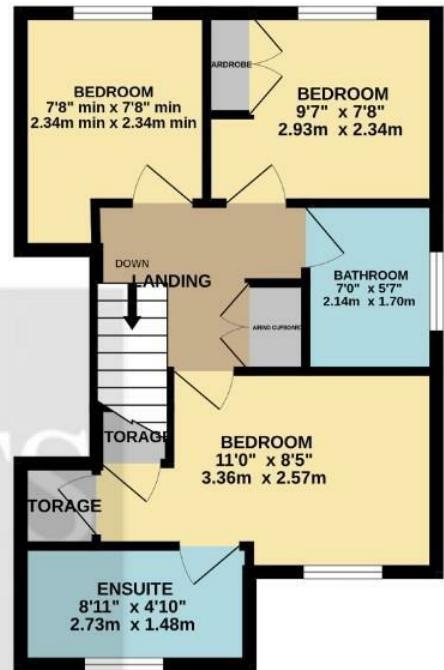 BEDROOM
7'8" min x 7'8" min
2.34m min x 2.34m min
ARDROBE
BEDROOM
9'7" x 7'8"
2.93m x 2.34m
DOWN
LANDING
BATHROOM
7'0" x 5'7"
2.14m x 1.70m
AIRING CUPBOARD
TORAGE
BEDROOM
11'0" x 8'5"
3.36m x 2.57m
TORAGE
ENSUITE
8'11" x 4'10"
2.73m x 1.48m